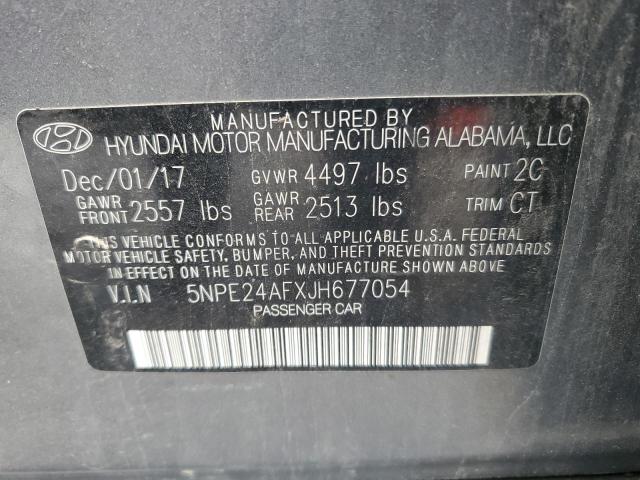 MANUFACTURED BY
HYUNDAI MOTOR MANUFACTURING ALABAMA, LLC
Dec/01/17 GVWR 4497 lbs PAINT 2C
GAWR FRONT 2557 lbs GAWR REAR 2513 lbs TRIM CT
THIS VEHICLE CONFORMS TO ALL APPLICABLE U.S.A. FEDERAL
MOTOR VEHICLE SAFETY, BUMPER, AND THEFT PREVENTION STANDARDS
IN EFFECT ON THE DATE OF MANUFACTURE SHOWN ABOVE
V.I.N 5NPE24AFXJH677054
PASSENGER CAR